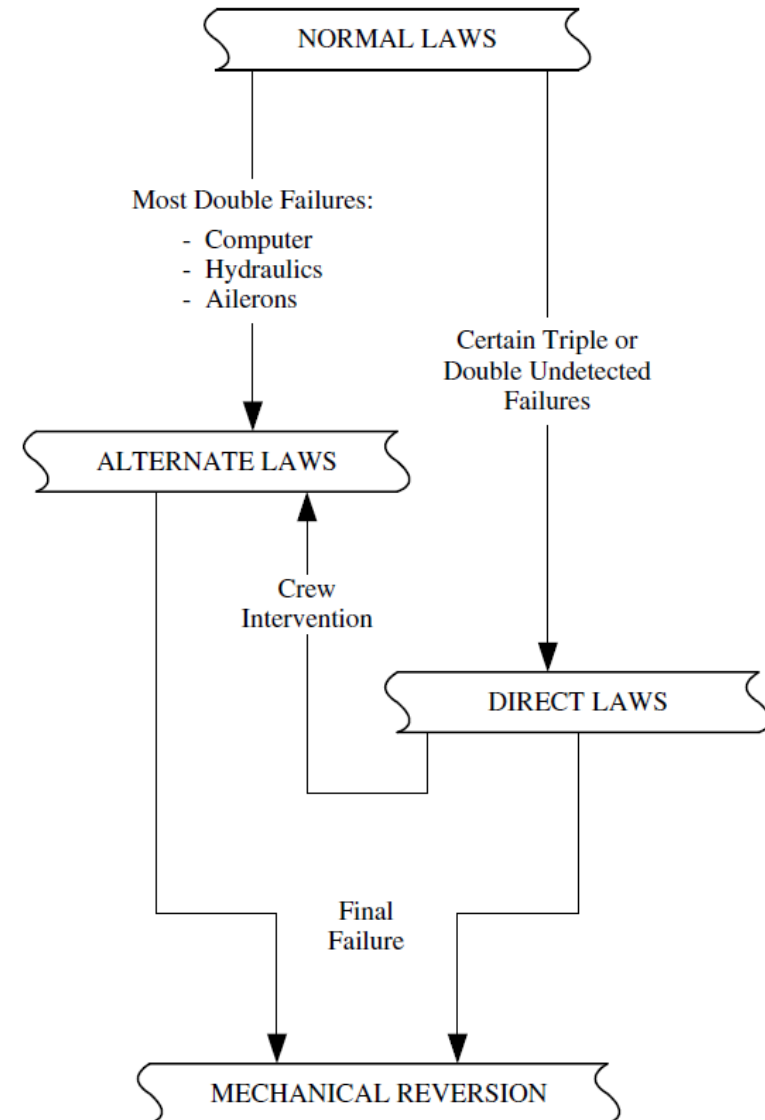 NORMAL LAWS
Most Double Failures:
- Computer
- Hydraulics
- Ailerons
Certain Triple or
Double Undetected
Failures
ALTERNATE LAWS
Crew
Intervention
DIRECT LAWS
Final
Failure
MECHANICAL REVERSION